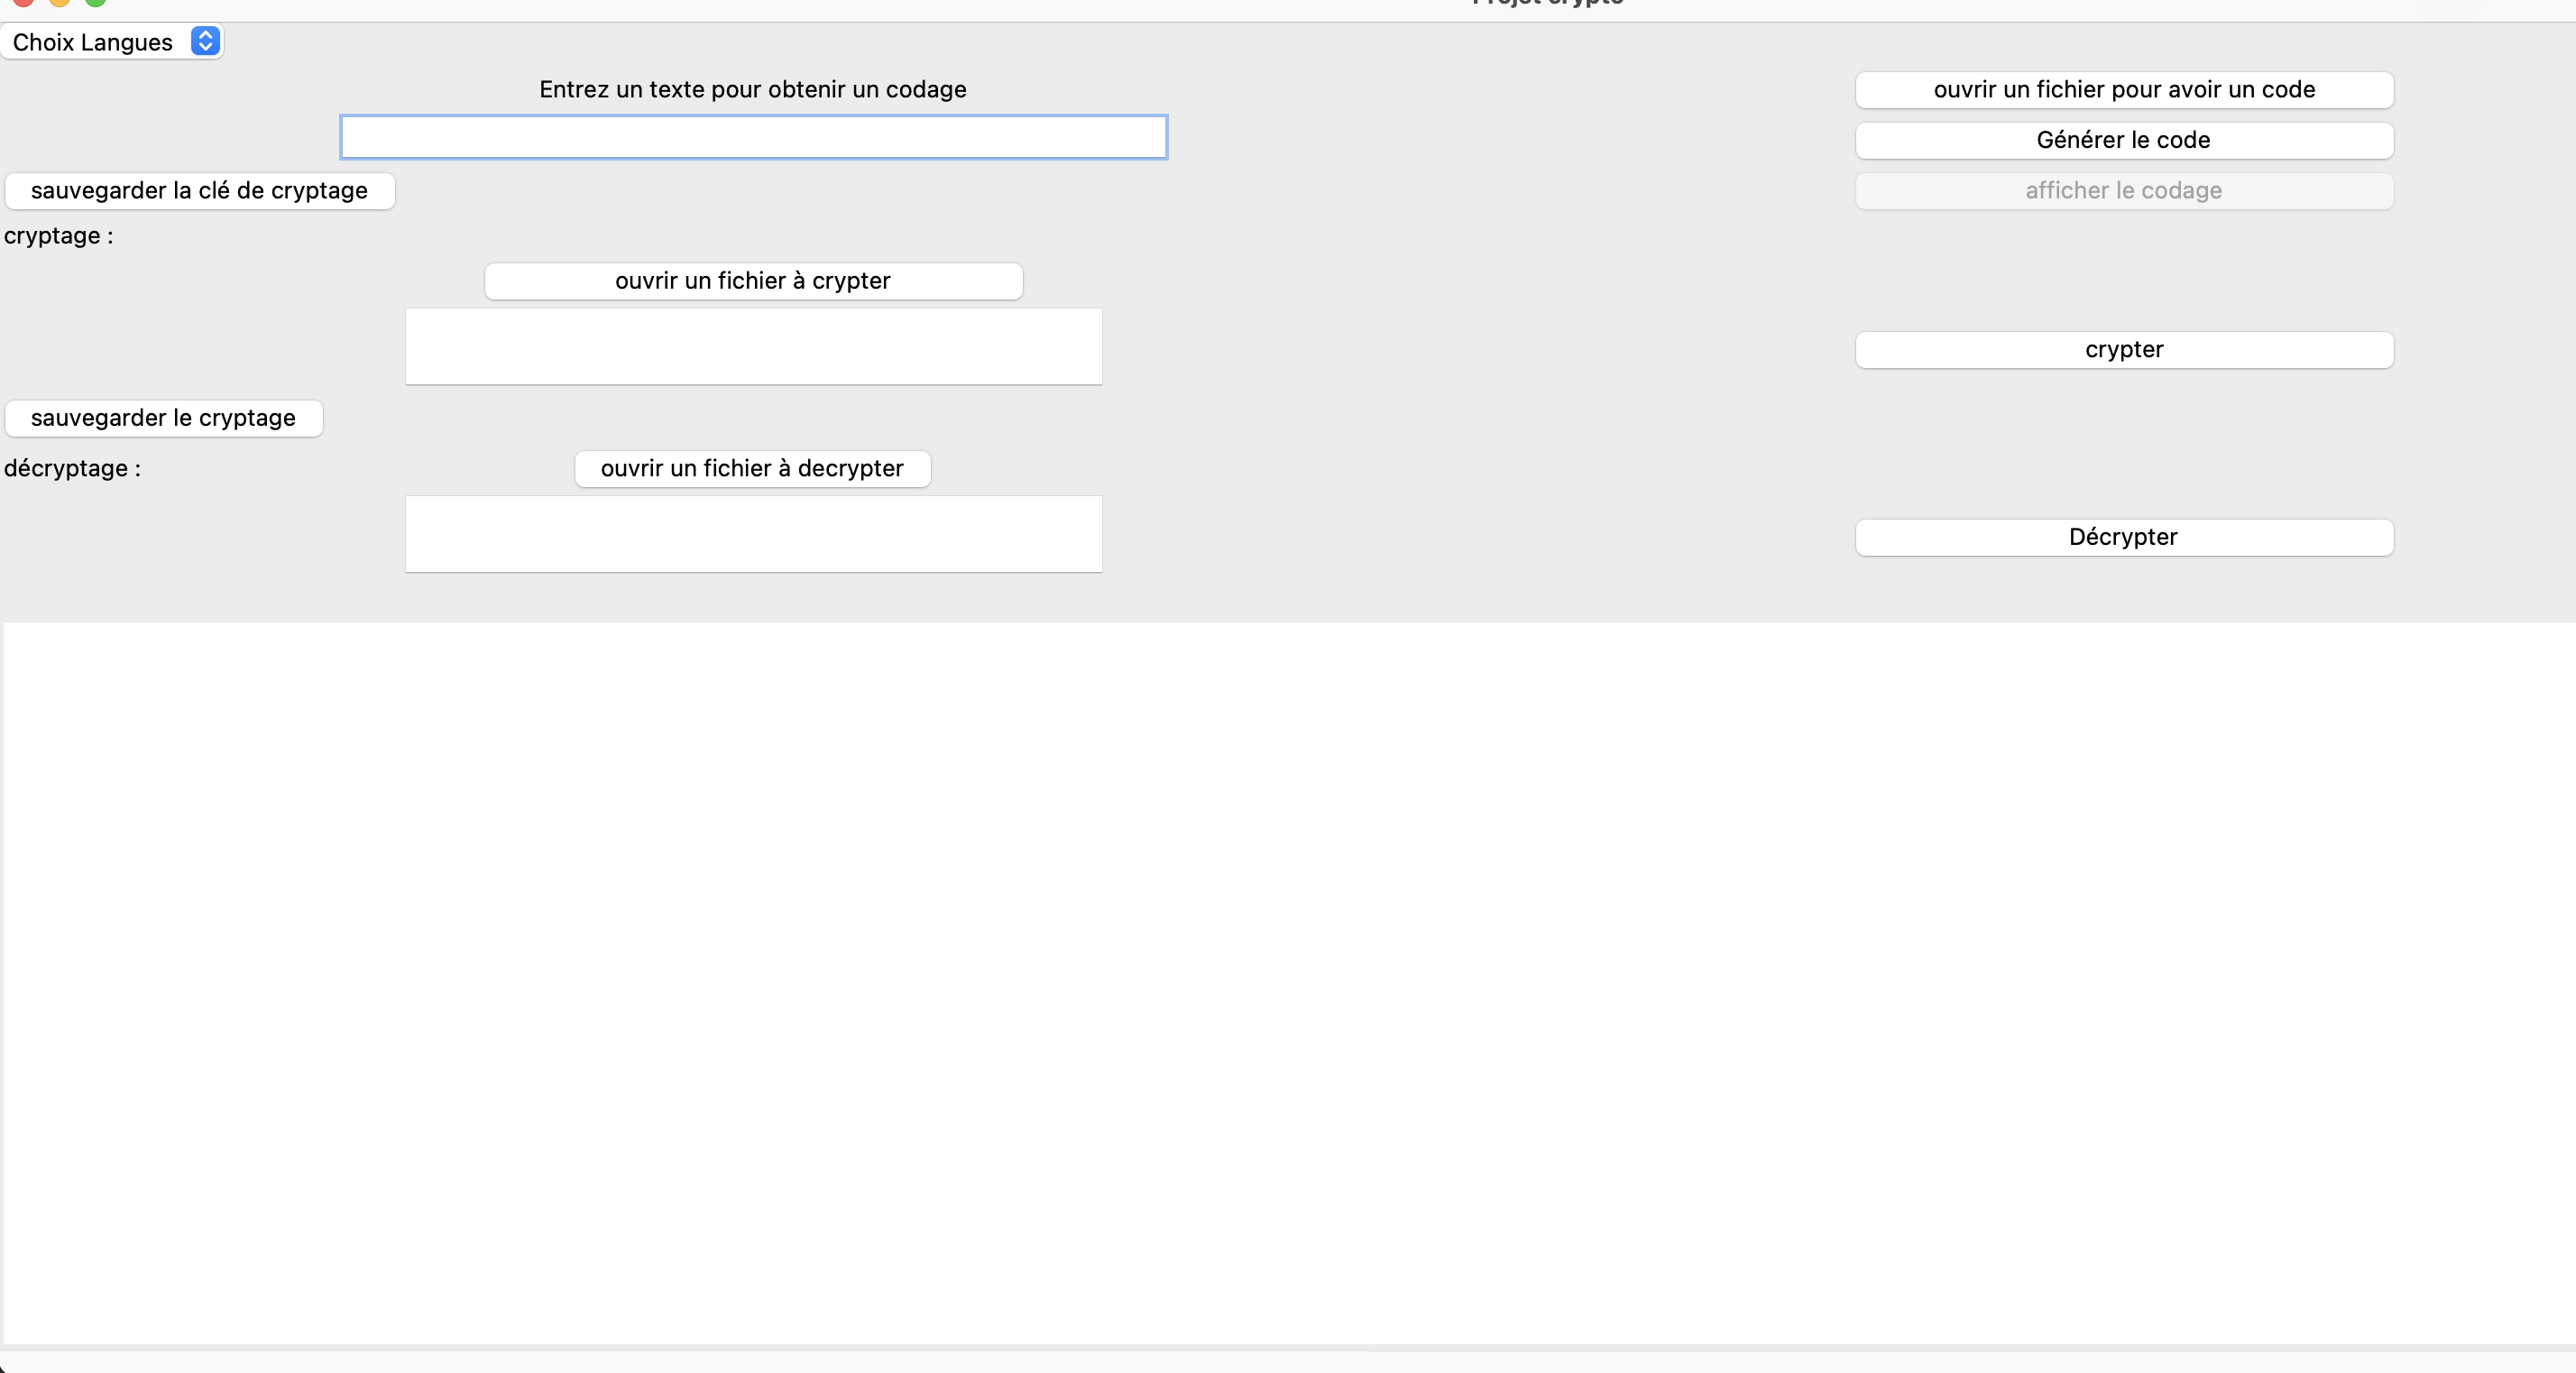 Projet crypto
Choix Langues
Entrez un texte pour obtenir un codage
ouvrir un fichier pour avoir un code
Générer le code
sauvegarder la clé de cryptage
afficher le codage
cryptage :
ouvrir un fichier à crypter
crypter
sauvegarder le cryptage
décryptage :
ouvrir un fichier à decrypter
Décrypter